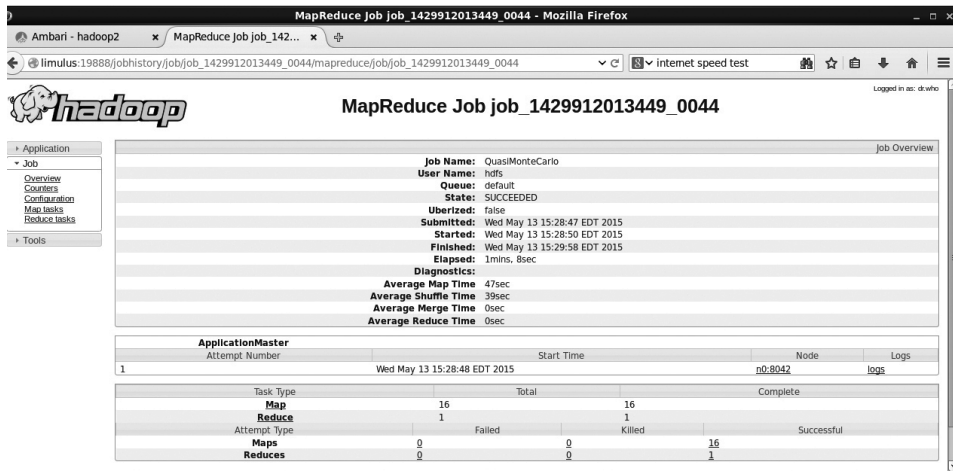 MapReduce Job job_1429912013449_0044 - Mozilla Firefox
Ambari - hadoop2 × MapReduce Job job_142... ×
limulus:19888/jobhistory/job/job_1429912013449_0044/mapreduce/job/job_1429912013449_0044 internet speed test
Logged in as: dr.who
hadoop
MapReduce Job job_1429912013449_0044
Application
Job
Overview
Counters
Configuration
Map tasks
Reduce tasks
Tools
Job Overview
Job Name: QuasiMonteCarlo
User Name: hdfs
Queue: default
State: SUCCEEDED
Uberized: false
Submitted: Wed May 13 15:28:47 EDT 2015
Started: Wed May 13 15:28:50 EDT 2015
Finished: Wed May 13 15:29:58 EDT 2015
Elapsed: 1mins, 8sec
Diagnostics:
Average Map Time 47sec
Average Shuffle Time 39sec
Average Merge Time 0sec
Average Reduce Time 0sec
ApplicationMaster
Attempt Number Start Time Node Logs
1 Wed May 13 15:28:48 EDT 2015 n0:8042 logs
Task Type Total Complete
Map 16 16
Reduce 1 1
Attempt Type Failed Killed Successful
Maps 0 0 16
Reduces 0 0 1